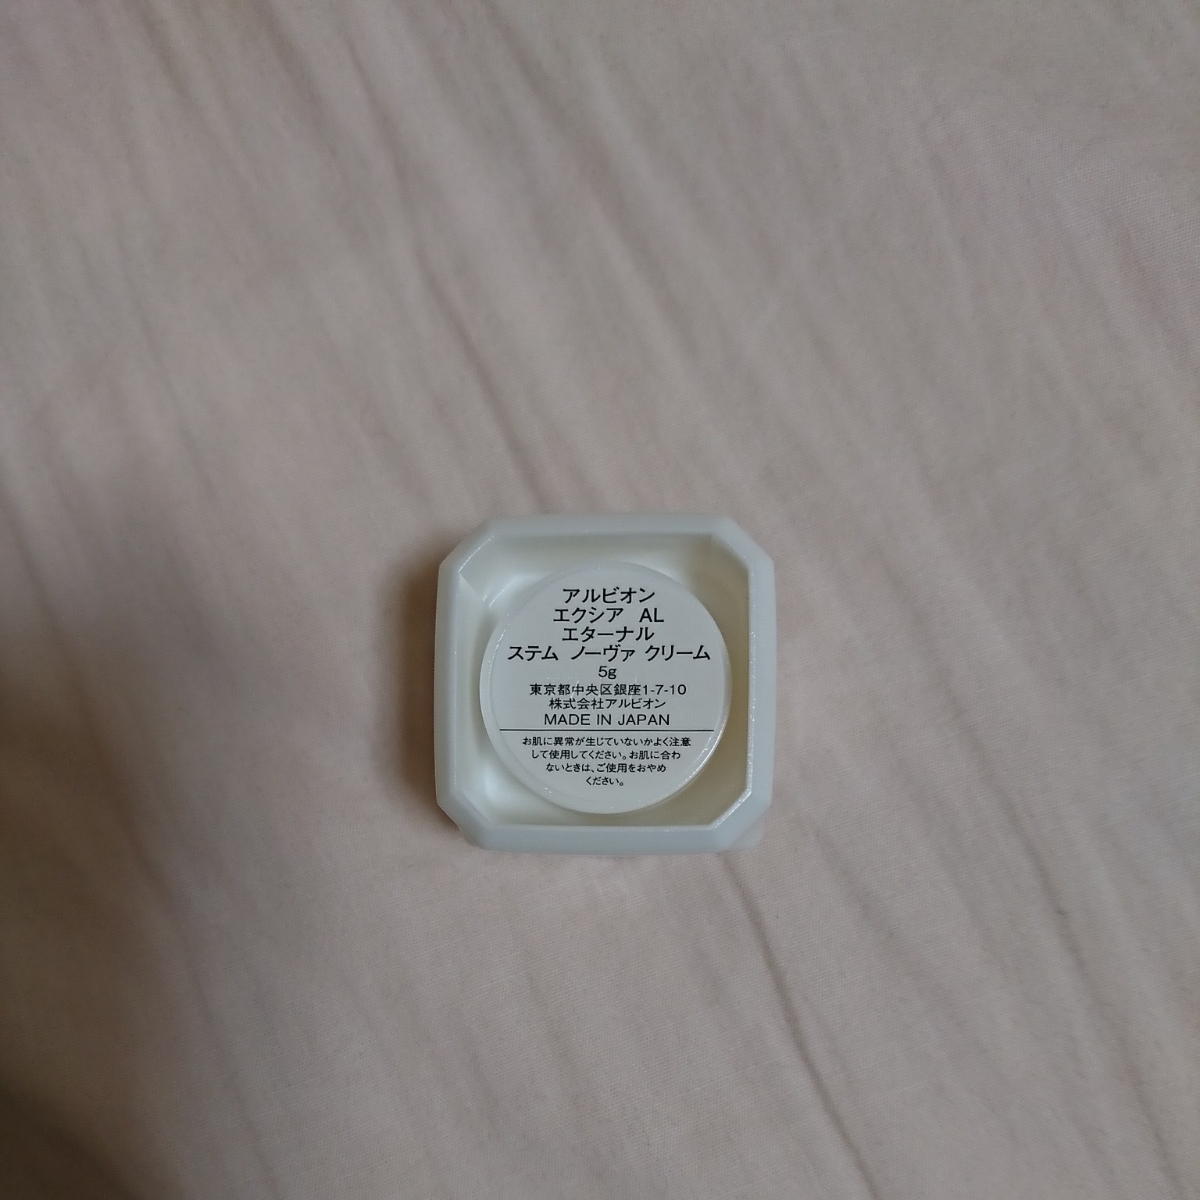 アルビオン
エクシア AL
エターナル
ステム ノーヴァ クリーム
5g
東京都中央区銀座1-7-10
株式会社アルビオン
MADE IN JAPAN
お肌に異常が生じていないかよく注意
して使用してください。お肌に合わ
ないときは、ご使用をおやめ
ください。